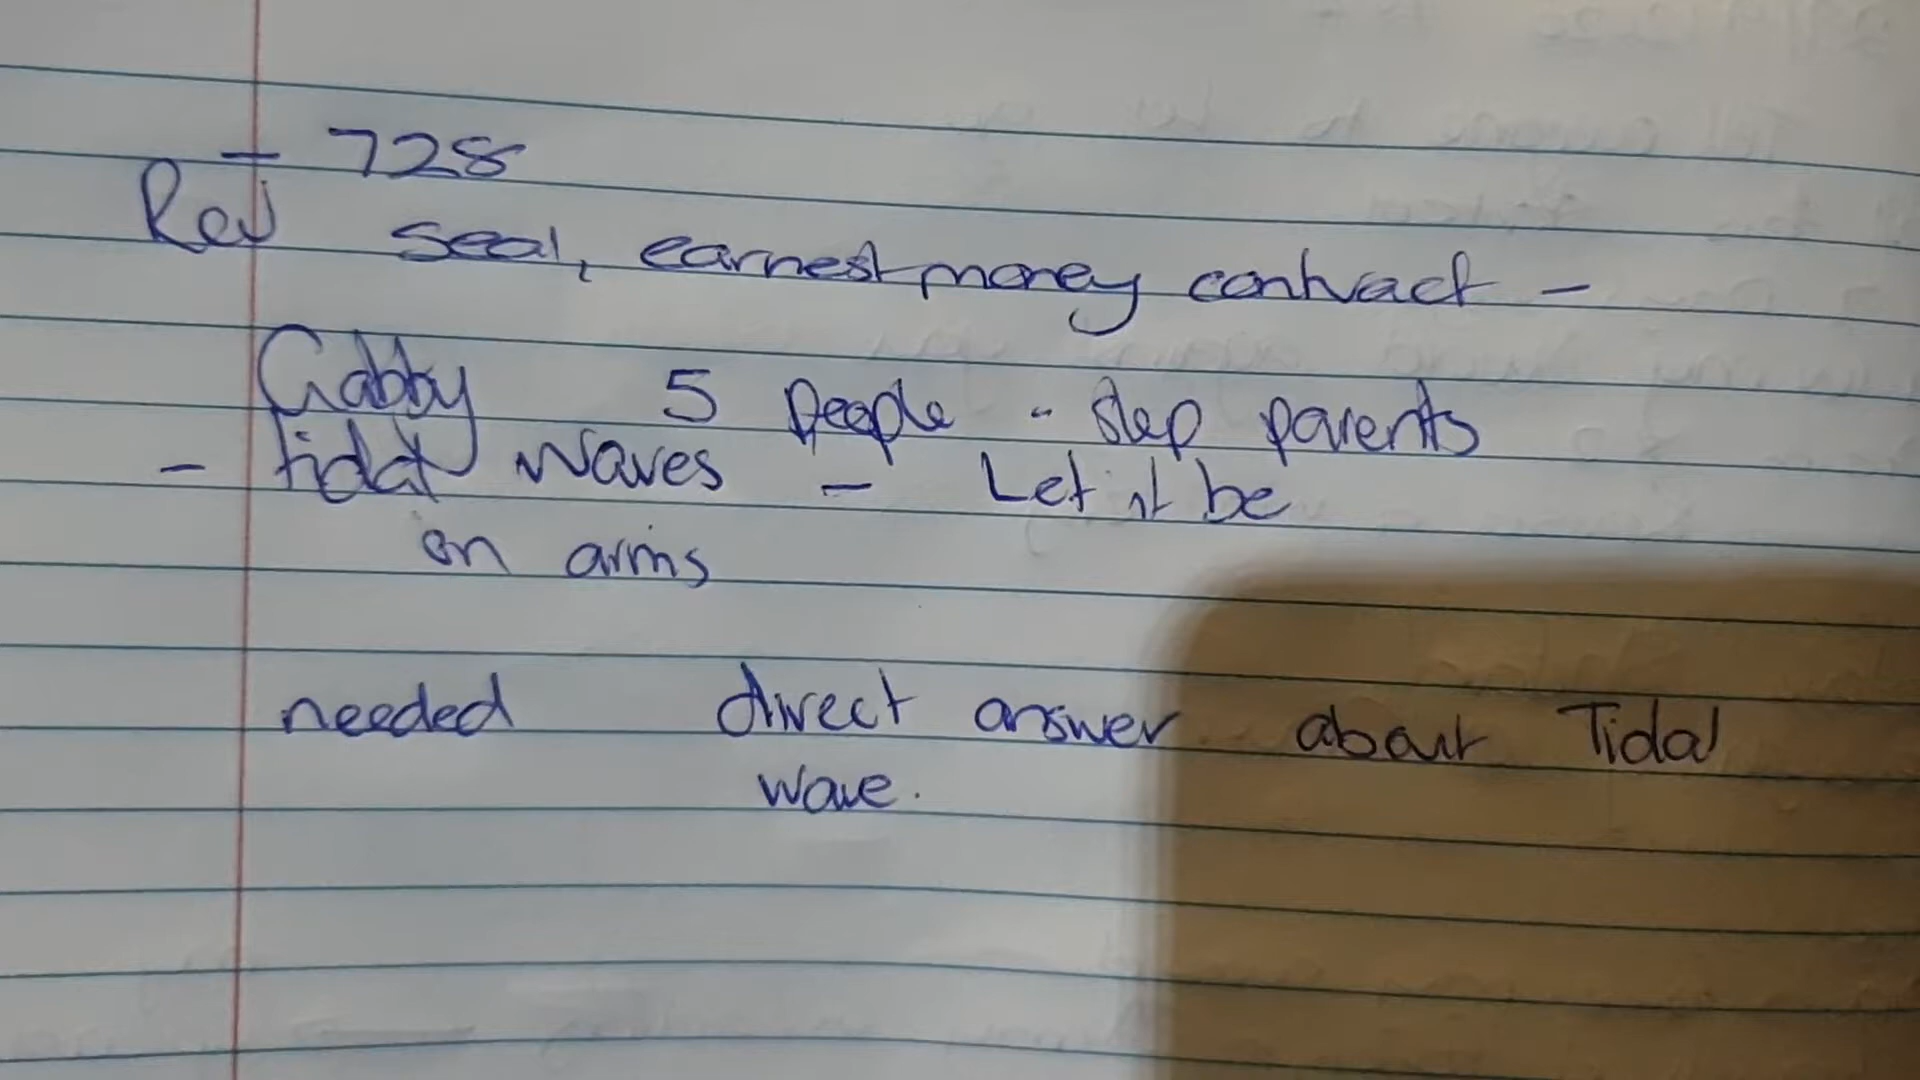 - 728
Rev seal, earnest money contract -
Gabby 5 people - step parents
- tidal waves - Let it be
on arms
needed direct answer about Tidal
wave.